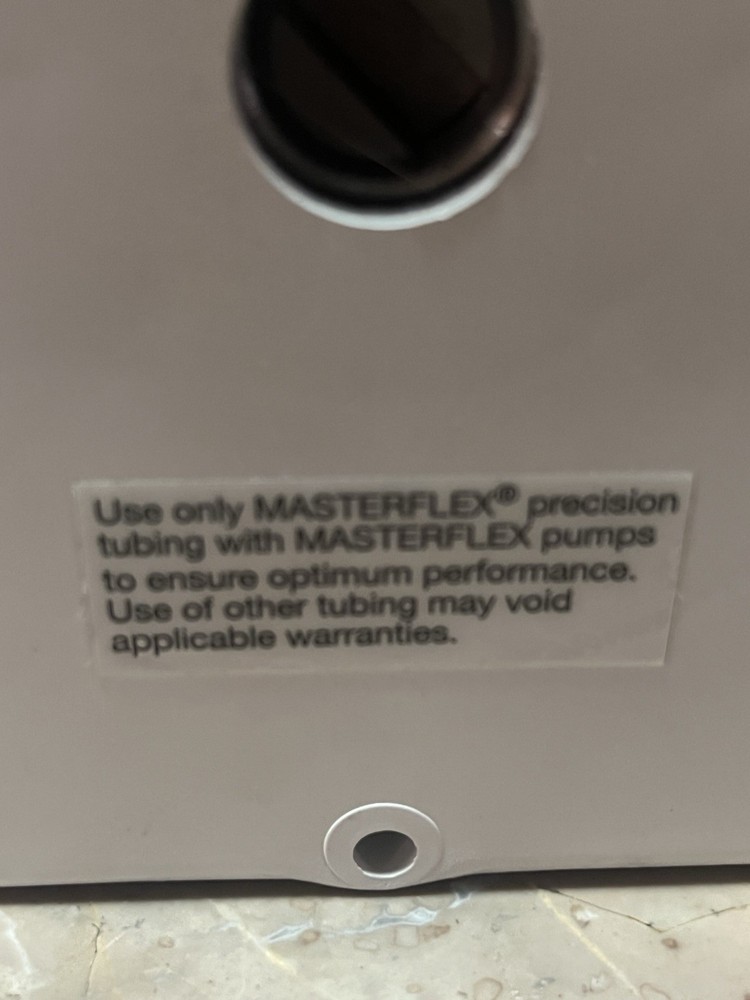 Use only MASTERFLEX® precision
tubing with MASTERFLEX pumps
to ensure optimum performance.
Use of other tubing may void
applicable warranties.